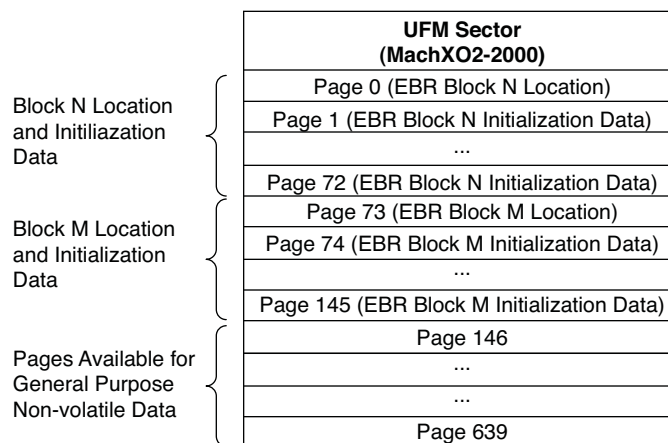 UFM Sector
(MachXO2-2000)
Block N Location
and Initiliazation
Data
Page 0 (EBR Block N Location)
Page 1 (EBR Block N Initialization Data)
...
Page 72 (EBR Block N Initialization Data)
Block M Location
and Initialization
Data
Page 73 (EBR Block M Location)
Page 74 (EBR Block M Initialization Data)
...
Page 145 (EBR Block M Initialization Data)
Pages Available for
General Purpose
Non-volatile Data
Page 146
...
...
Page 639